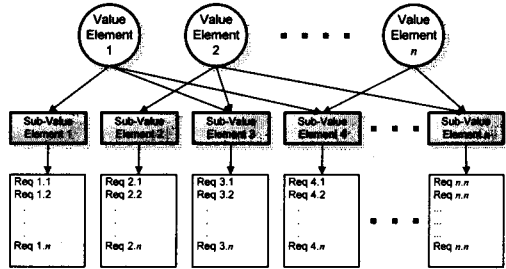 Value
Element
1
Value
Element
2
Value
Element
n
Sub-Value
Element 1
Sub-Value
Element 2
Sub-Value
Element 3
Sub-Value
Element 4
Sub-Value
Req 1.1
Req 1.2
.
.
.
Req 1.n
Req 2.1
Req 2.2
.
.
.
Req 2.n
Req 3.1
Req 3.2
.
.
.
Req 3.n
Req 4.1
Req 4.2
.
.
.
Req 4.n
Req n.n
Req n.n
...
...
...
Req n.n